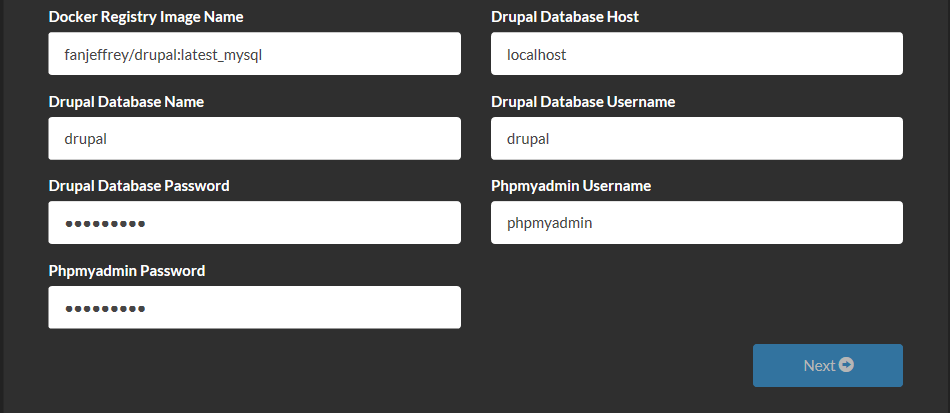 Docker Registry Image Name
Drupal Database Host
fanjeffrey/drupal:latest_mysql
localhost
Drupal Database Name
Drupal Database Username
drupal
drupal
Drupal Database Password
Phpmyadmin Username
●●●●●●●●●
phpmyadmin
Phpmyadmin Password
●●●●●●●●●
Next